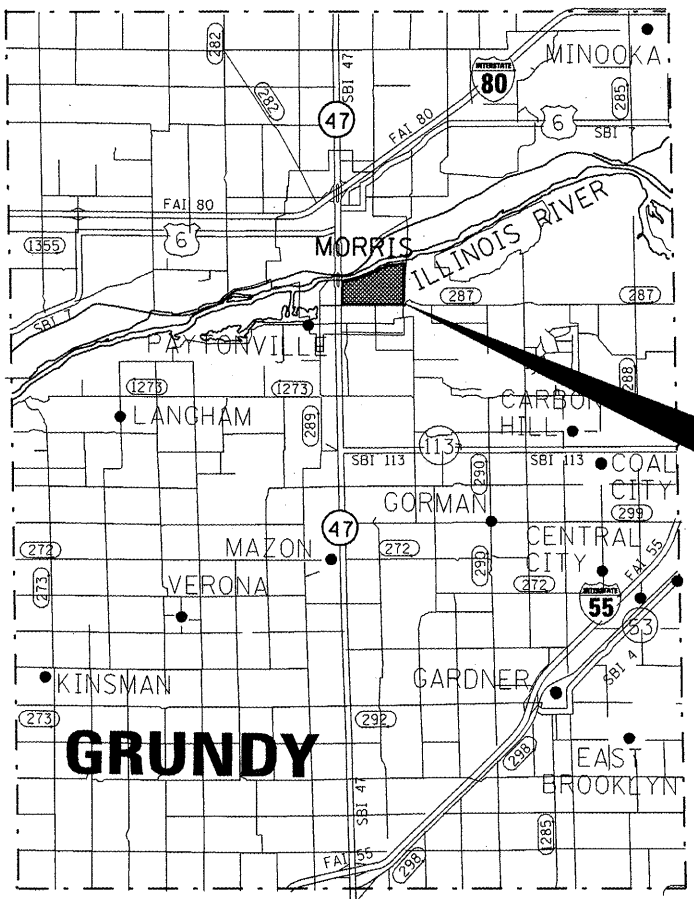 282
SBI 47
MINOOKA
INTERSTATE
80
282
285
47
FAI 80
6
SBI 7
FAI 80
1355
6
MORRIS
ILLINOIS RIVER
287
287
SBI 7
PAYTONVILLE
288
1273
1273
LANGHAM
289
CARBON
HILL
113
SBI 113
290
SBI 113
COAL
CITY
GORMAN
299
47
CENTRAL
CITY
272
MAZON
272
290
272
FAI 55
273
VERONA
INTERSTATE
55
53
KINSMAN
GARDNER
SBI 4
273
292
GRUNDY
298
EAST
BROOKLYN
SBI 47
1285
FAI 55
298